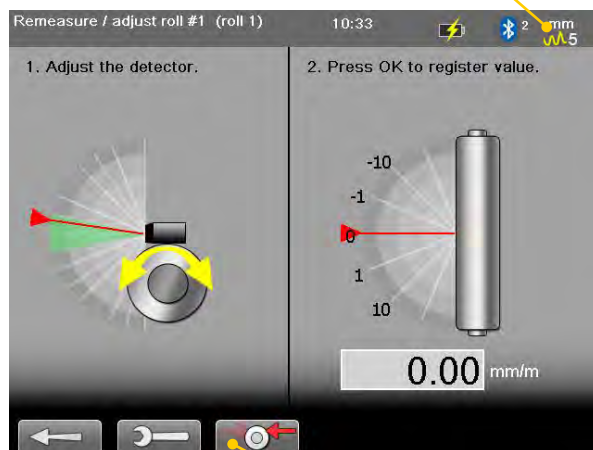 Remeasure / adjust roll #1 (roll 1) 10:33 2 mm
5
1. Adjust the detector.
2. Press OK to register value.
-10
-1
0
1
10
0.00 mm/m